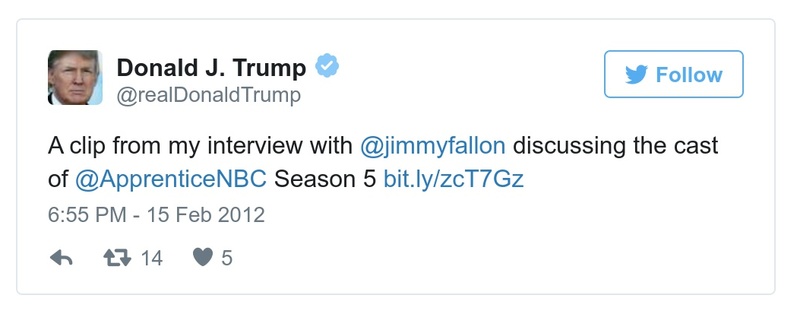 Donald J. Trump
@realDonaldTrump
Follow
A clip from my interview with @jimmyfallon discussing the cast
of @ApprenticeNBC Season 5 bit.ly/zcT7Gz
6:55 PM - 15 Feb 2012
14 5